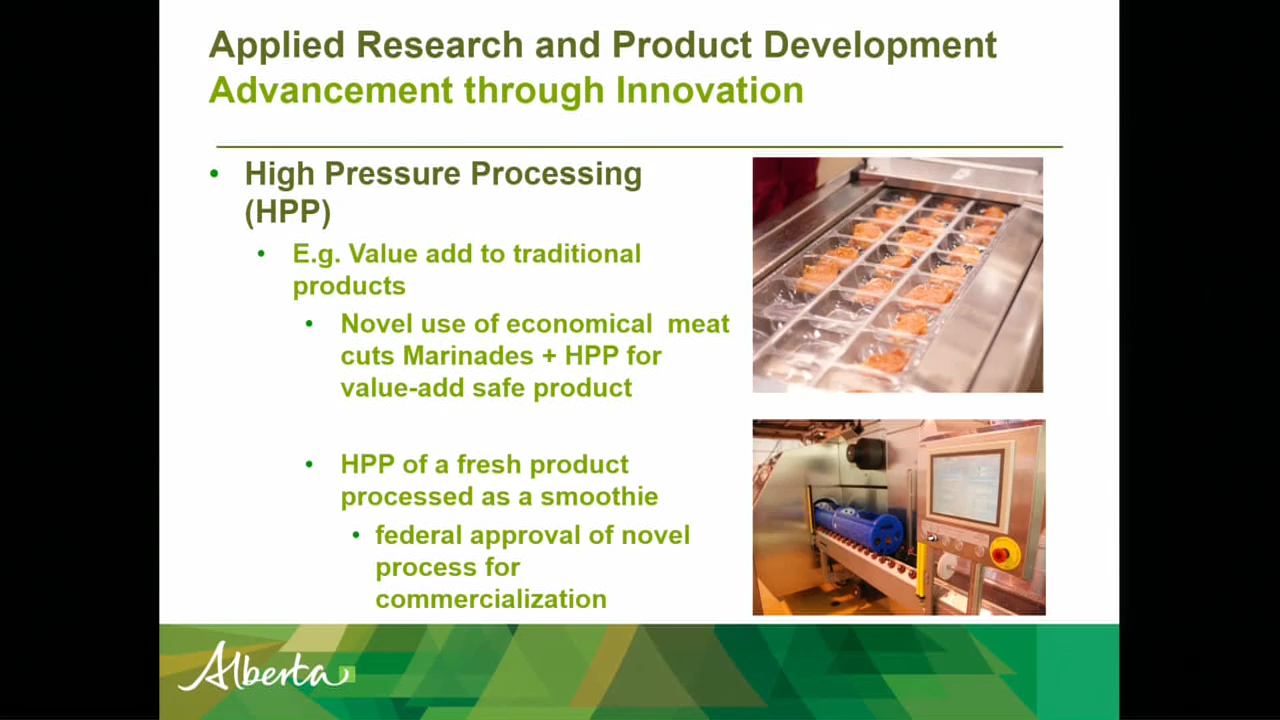 Applied Research and Product Development
Advancement through Innovation
• High Pressure Processing
(HPP)
• E.g. Value add to traditional
products
• Novel use of economical  meat
cuts Marinades + HPP for
value-add safe product
• HPP of a fresh product
processed as a smoothie
• federal approval of novel
process for
commercialization
Alberta